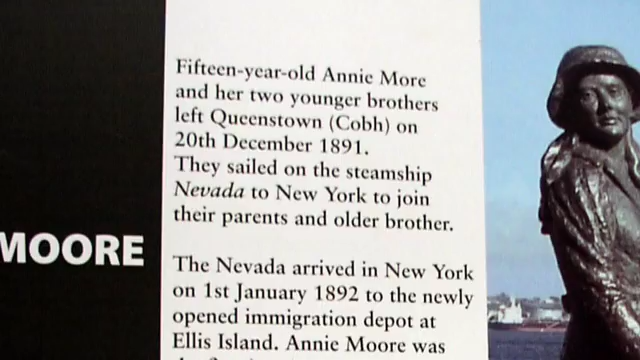 Fifteen-year-old Annie More
and her two younger brothers
left Queenstown (Cobh) on
20th December 1891.
They sailed on the steamship
Nevada to New York to join
their parents and older brother.
MOORE
The Nevada arrived in New York
on 1st January 1892 to the newly
opened immigration depot at
Ellis Island. Annie Moore was